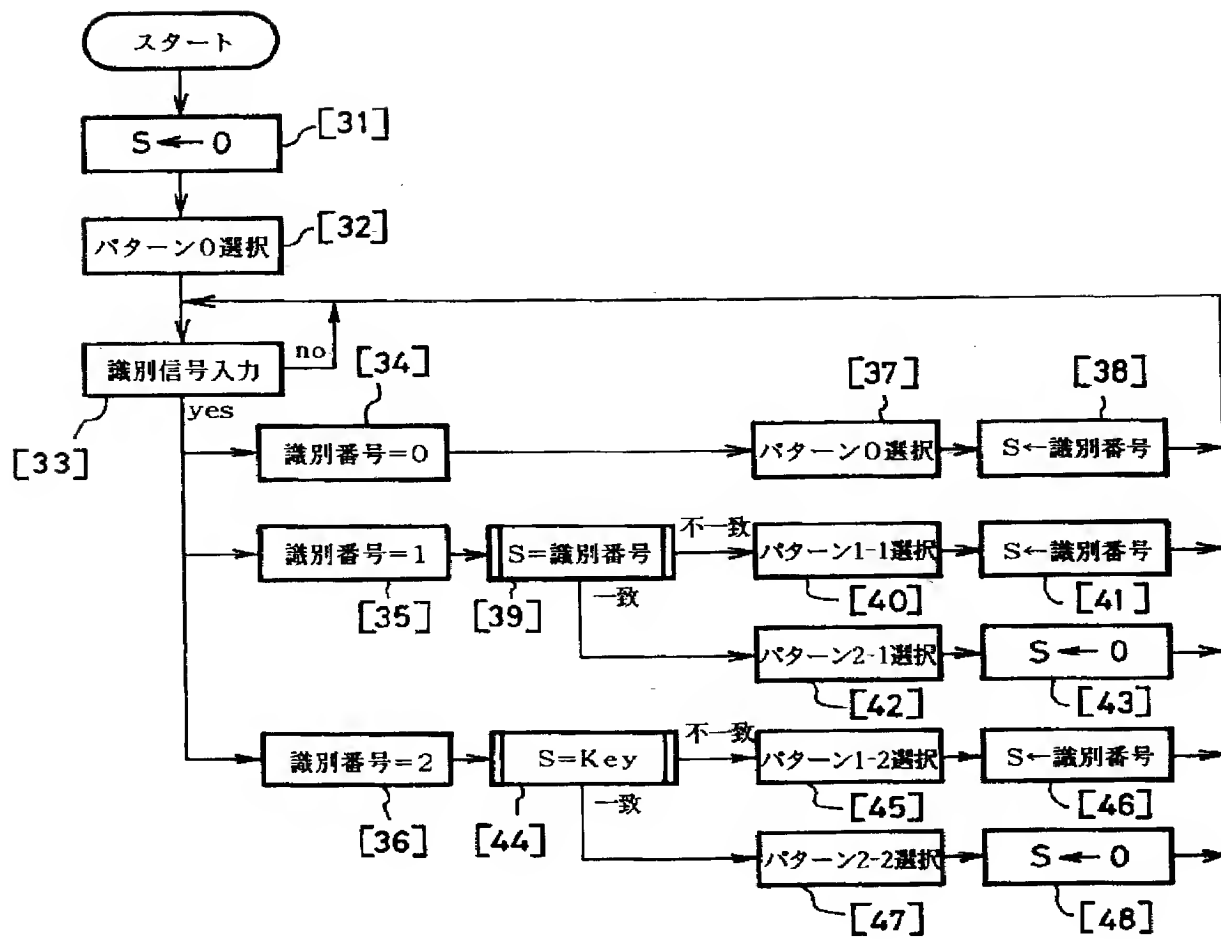 スタート
S←0
[31]
パターン0選択
[32]
識別信号入力
no
yes
[33]
[34]
識別番号=0
[37]
パターン0選択
[38]
S←識別番号
識別番号=1
[35]
S=識別番号
[39]
不一致
一致
パターン1-1選択
[40]
S←識別番号
[41]
パターン2-1選択
[42]
S←0
[43]
識別番号=2
[36]
S=Key
[44]
不一致
一致
パターン1-2選択
[45]
S←識別番号
[46]
パターン2-2選択
[47]
S←0
[48]